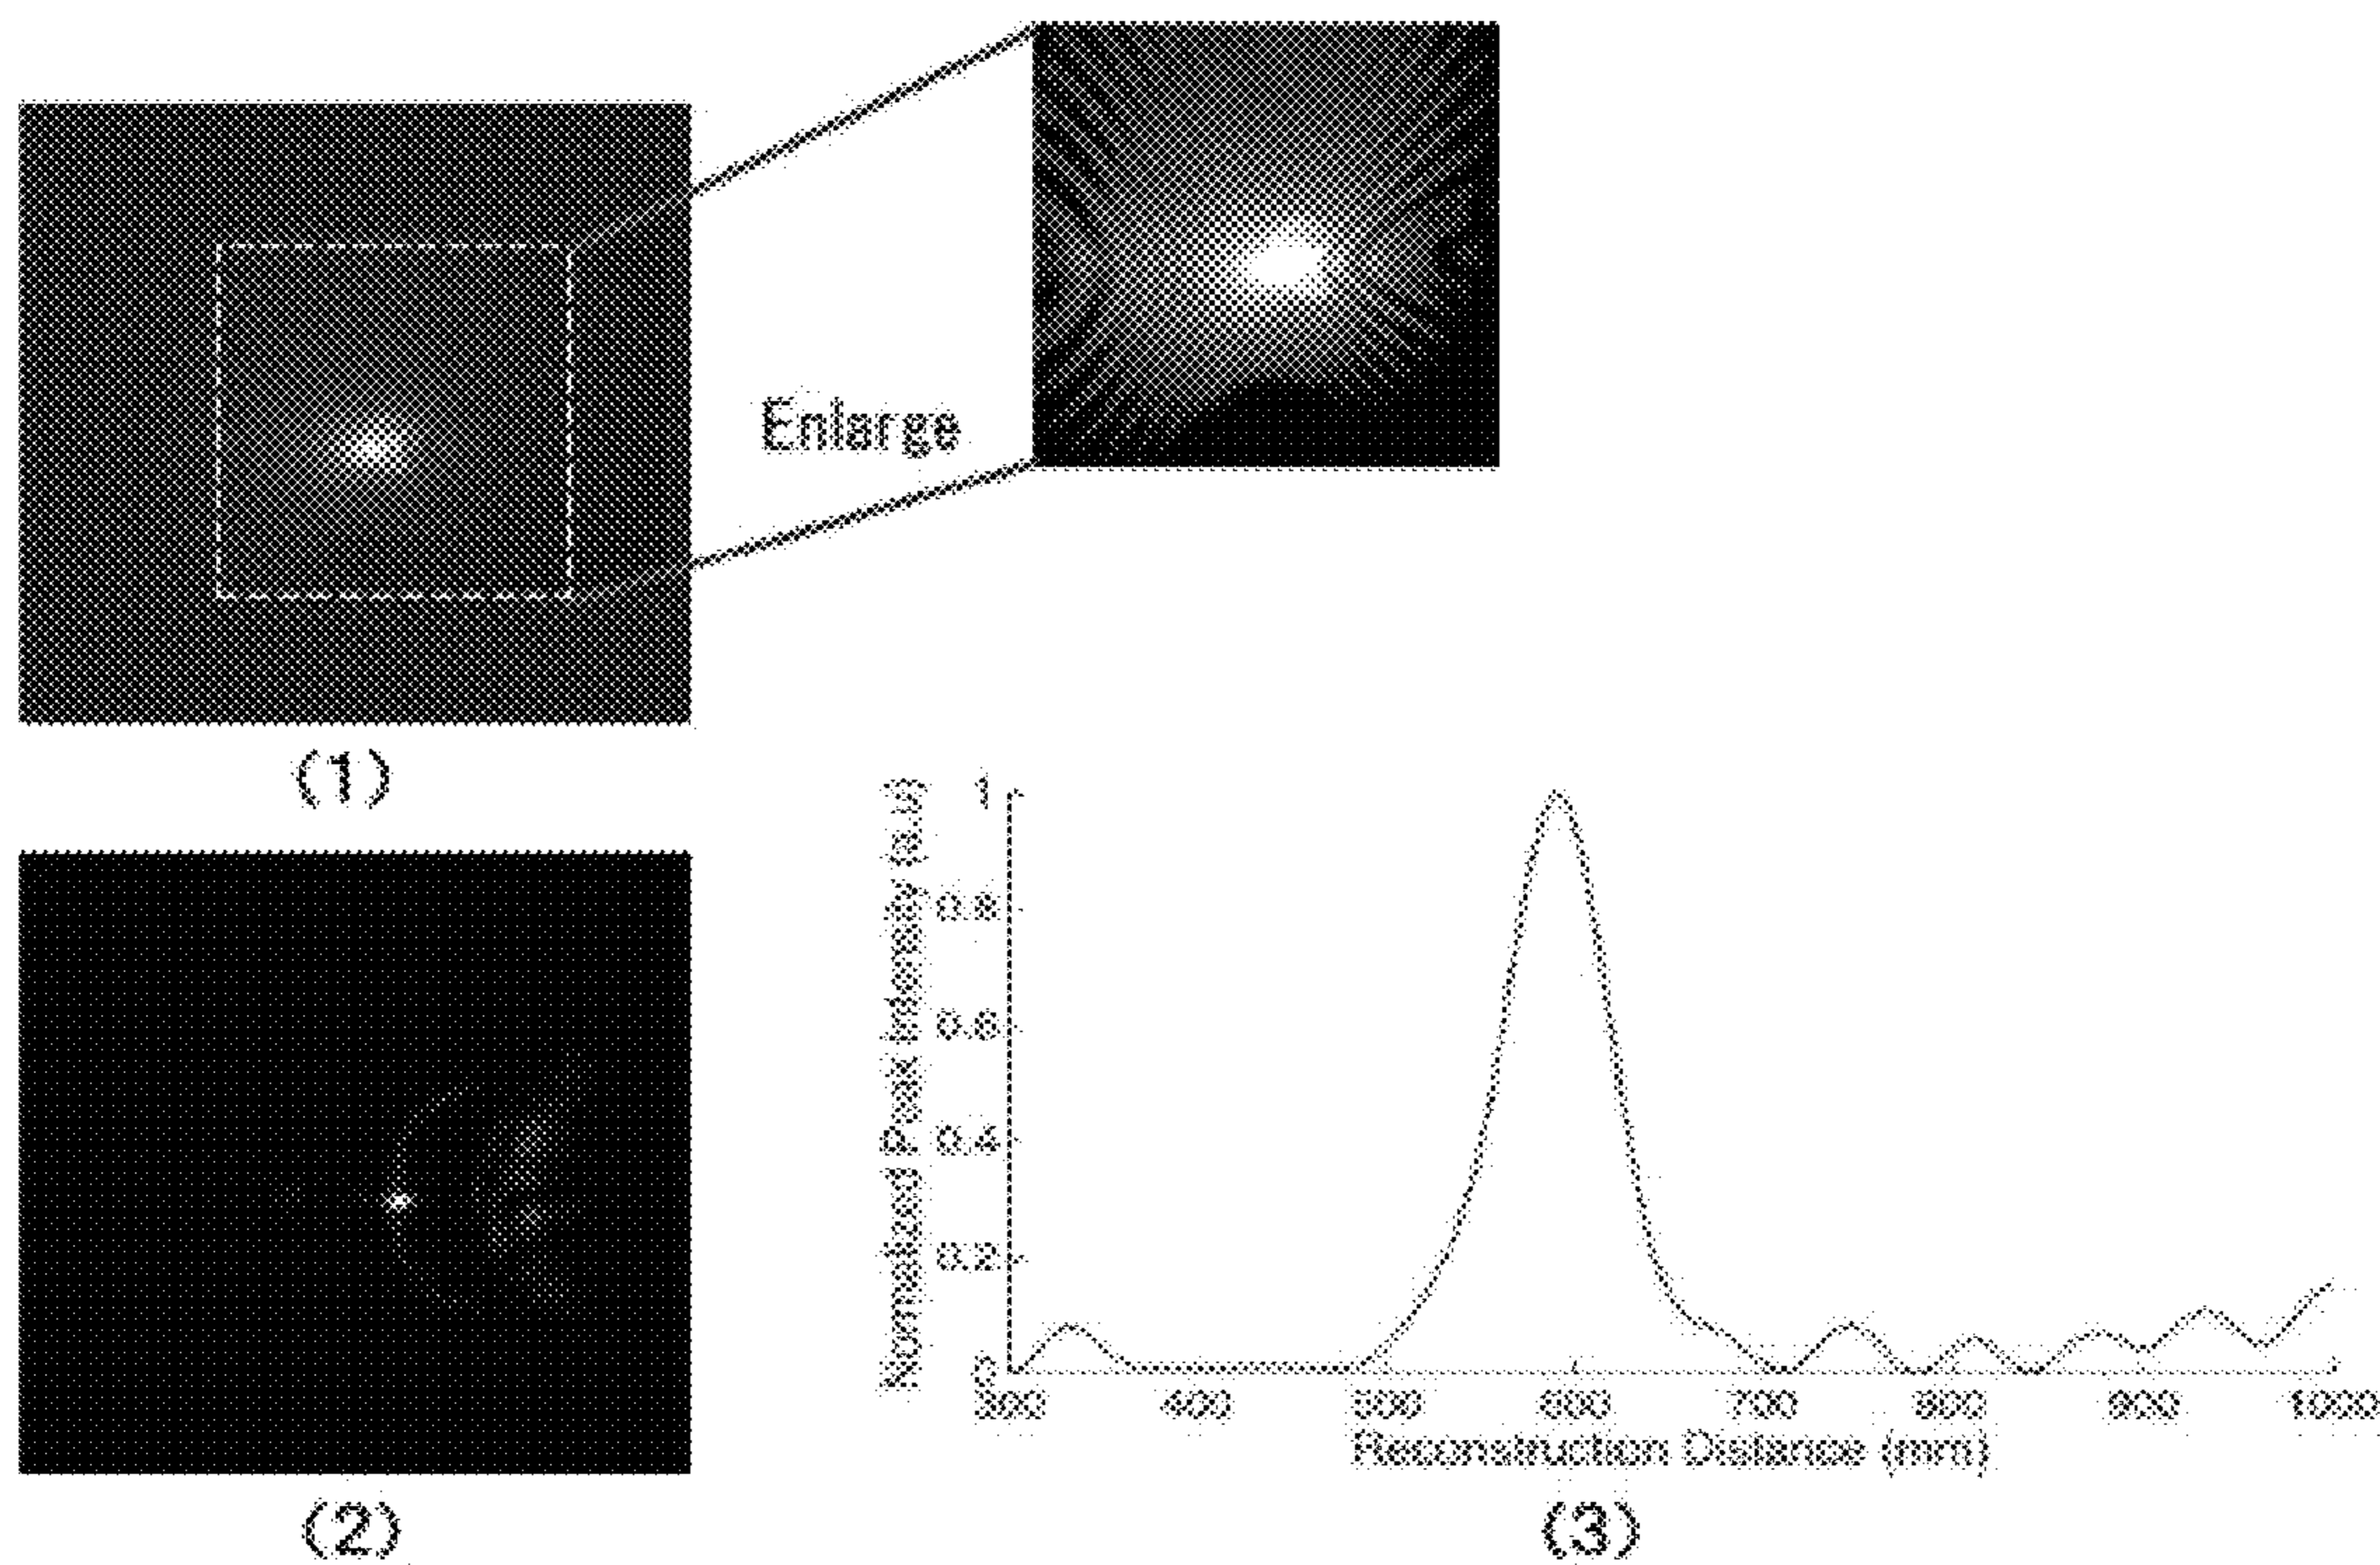 Enlarge
(1)
(2)
Normalized Peak Intensity (a.u)
1
0.8
0.6
0.4
0.2
0
300 400 500 600 700 800 900 1000
Reconstruction Distance (mm)
(3)